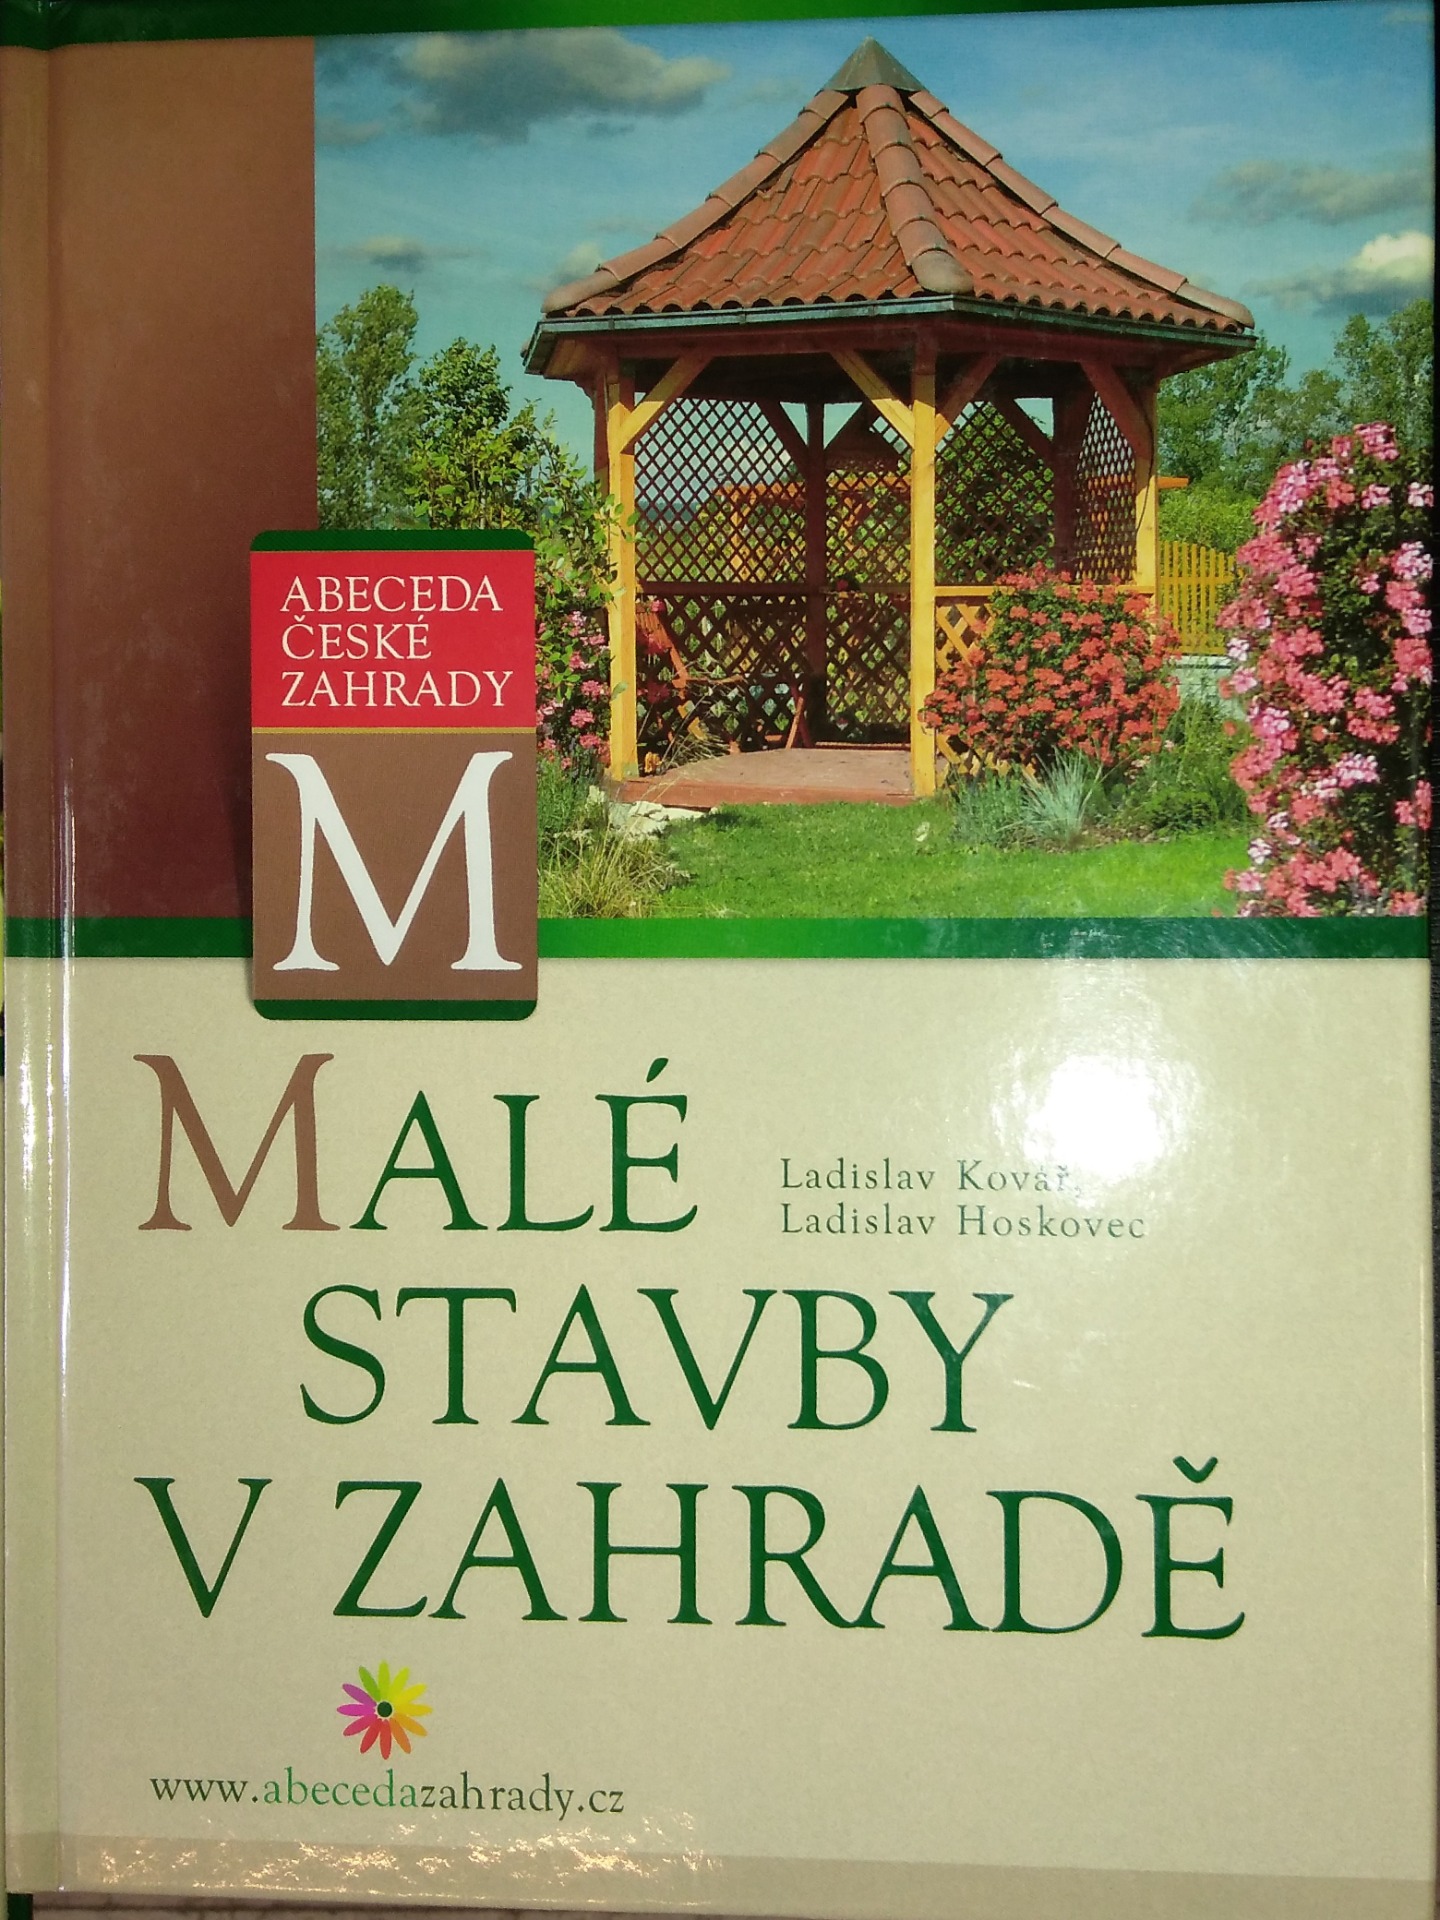 ABECEDA
ČESKÉ
ZAHRADY
M
MALÉ
Ladislav Kovář,
Ladislav Hoskovec
STAVBY
V ZAHRADĚ
www.abecedazahrady.cz